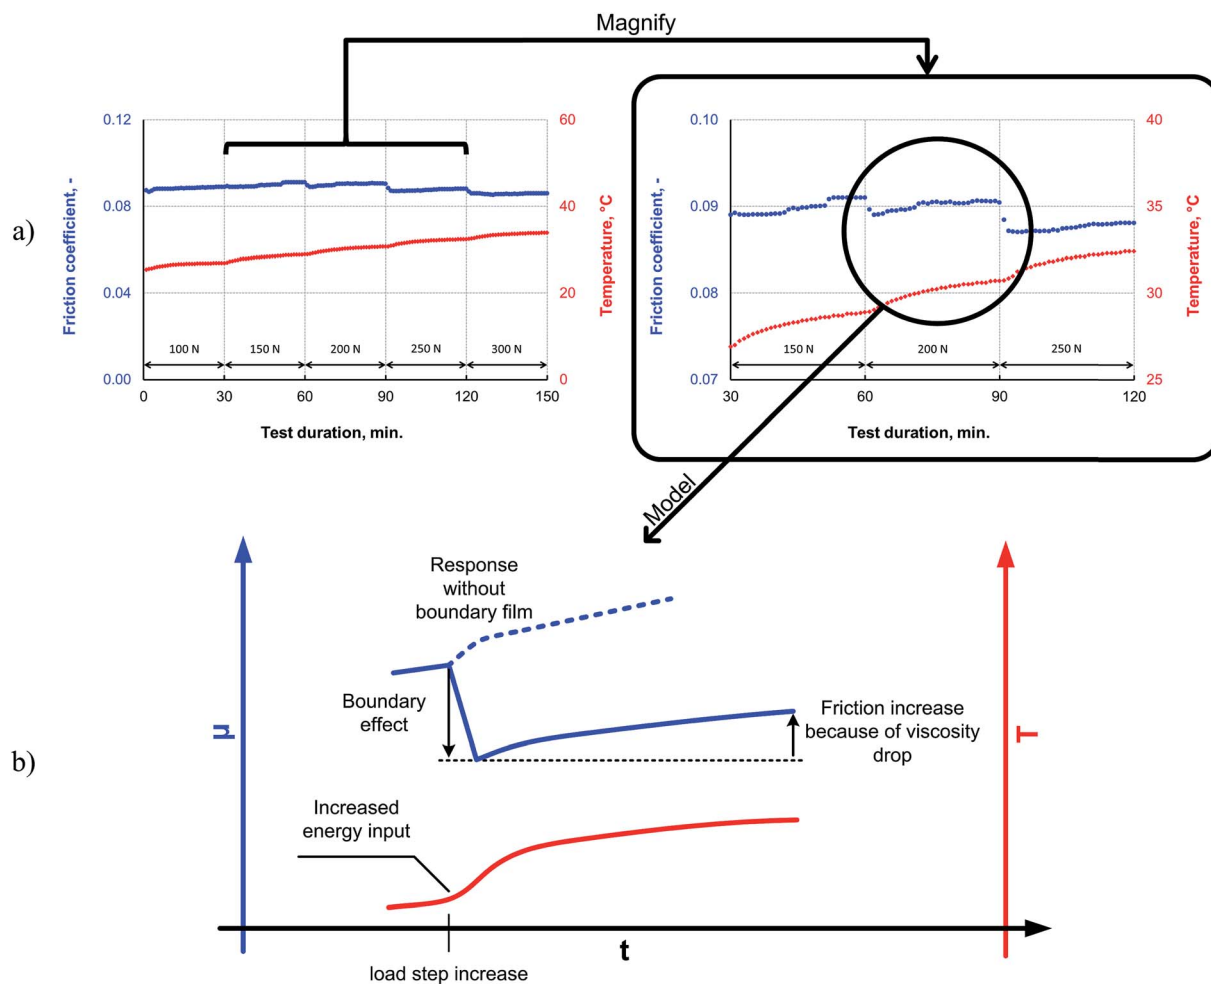 Magnify
a)
0.12
0.08
0.04
0.00
Friction coefficient, -
60
40
20
0
Temperature, °C
100 N
150 N
200 N
250 N
300 N
0
30
60
90
120
150
Test duration, min.
0.10
0.09
0.08
0.07
Friction coefficient, -
40
35
30
25
Temperature, °C
150 N
200 N
250 N
30
60
90
120
Test duration, min.
Model
b)
µ
T
Response
without
boundary film
Boundary
effect
Friction increase
because of viscosity
drop
Increased
energy input
t
load step increase